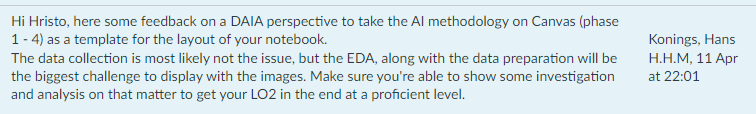 Hi Hristo, here some feedback on a DAIA perspective to take the AI methodology on Canvas (phase
1 - 4) as a template for the layout of your notebook.
The data collection is most likely not the issue, but the EDA, along with the data preparation will be
the biggest challenge to display with the images. Make sure you're able to show some investigation
and analysis on that matter to get your LO2 in the end at a proficient level.
Konings, Hans
H.H.M, 11 Apr
at 22:01